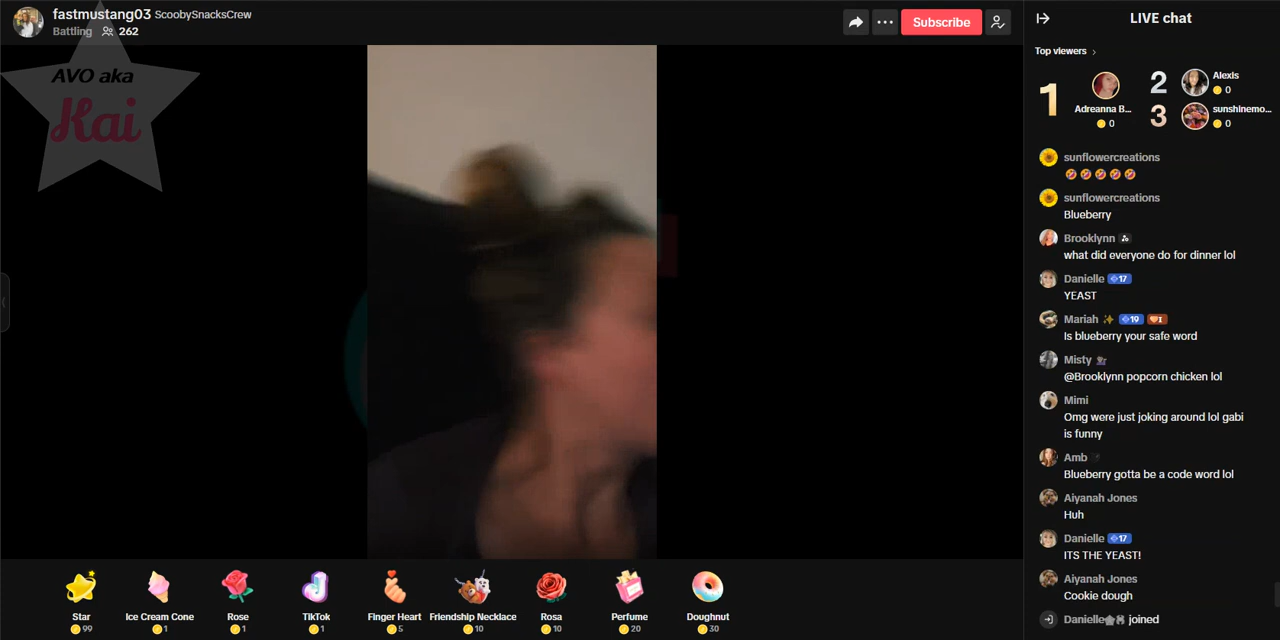 fastmustang03 ScoobySnacksCrew
Battling 262
Subscribe
AVO aka
Kai
LIVE chat
Top viewers
1
Adreanna B...
0
2
Alexis
0
3
sunshinemo...
0
sunflowercreations
sunflowercreations
Blueberry
Brooklynn
what did everyone do for dinner lol
Danielle 17
YEAST
Mariah 19 I
Is blueberry your safe word
Misty
@Brooklynn popcorn chicken lol
Mimi
Omg were just joking around lol gabi
is funny
Amb
Blueberry gotta be a code word lol
Aiyanah Jones
Huh
Danielle 17
ITS THE YEAST!
Aiyanah Jones
Cookie dough
Danielle joined
Star
99
Ice Cream Cone
1
Rose
1
TikTok
1
Finger Heart
5
Friendship Necklace
10
Rosa
10
Perfume
20
Doughnut
30